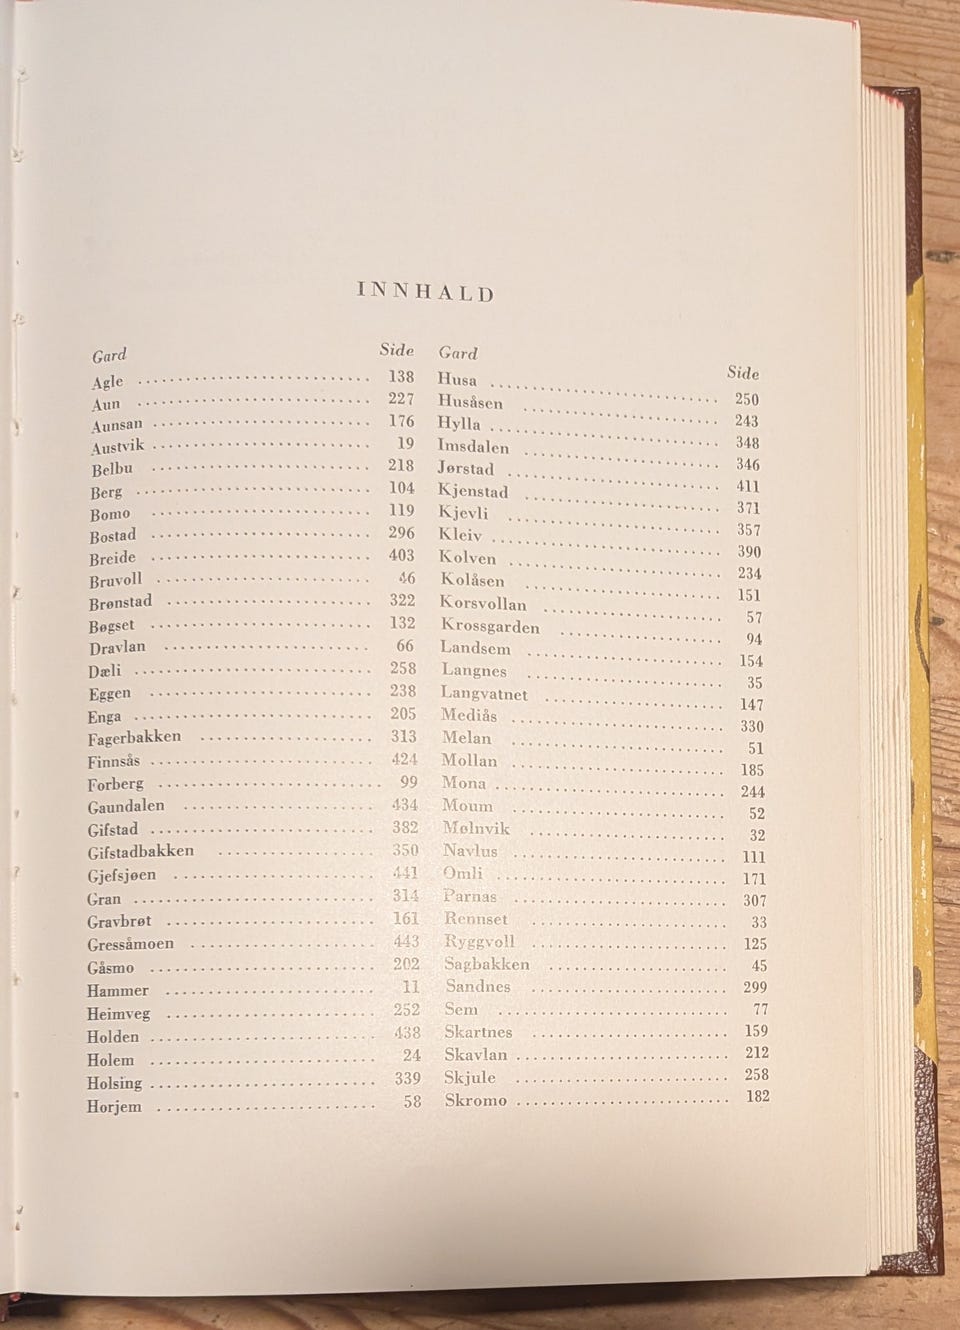 INNHALD
Gard Side
Agle ........................... 138
Aun ........................... 227
Aunsan ........................... 176
Austvik ........................... 19
Belbu ........................... 218
Berg ........................... 104
Bomo ........................... 119
Bostad ........................... 296
Breide ........................... 403
Bruvoll ........................... 46
Brønstad ........................... 322
Bøgset ........................... 132
Dravlan ........................... 66
Dæli ........................... 258
Eggen ........................... 238
Enga ........................... 205
Fagerbakken ........................... 313
Finnsås ........................... 424
Forberg ........................... 99
Gaundalen ........................... 434
Gifstad ........................... 382
Gifstadbakken ........................... 350
Gjefsjøen ........................... 441
Gran ........................... 314
Gravbrøt ........................... 161
Gressåmoen ........................... 443
Gåsmo ........................... 202
Hammer ........................... 11
Heimveg ........................... 252
Holden ........................... 438
Holem ........................... 24
Holsing ........................... 339
Horjem ........................... 58
Gard Side
Husa ........................... 250
Husåsen ........................... 243
Hylla ........................... 348
Imsdalen ........................... 346
Jørstad ........................... 411
Kjenstad ........................... 371
Kjevli ........................... 357
Kleiv ........................... 390
Kolven ........................... 234
Kolåsen ........................... 151
Korsvollan ........................... 57
Krossgarden ........................... 94
Landsem ........................... 154
Langnes ........................... 35
Langvatnet ........................... 147
Mediås ........................... 330
Melan ........................... 51
Mollan ........................... 185
Mona ........................... 244
Moum ........................... 52
Mølnvik ........................... 32
Navlus ........................... 111
Omli ........................... 171
Parnas ........................... 307
Rennset ........................... 33
Ryggvoll ........................... 125
Sagbakken ........................... 45
Sandnes ........................... 299
Sem ........................... 77
Skartnes ........................... 159
Skavlan ........................... 212
Skjule ........................... 258
Skromo ........................... 182